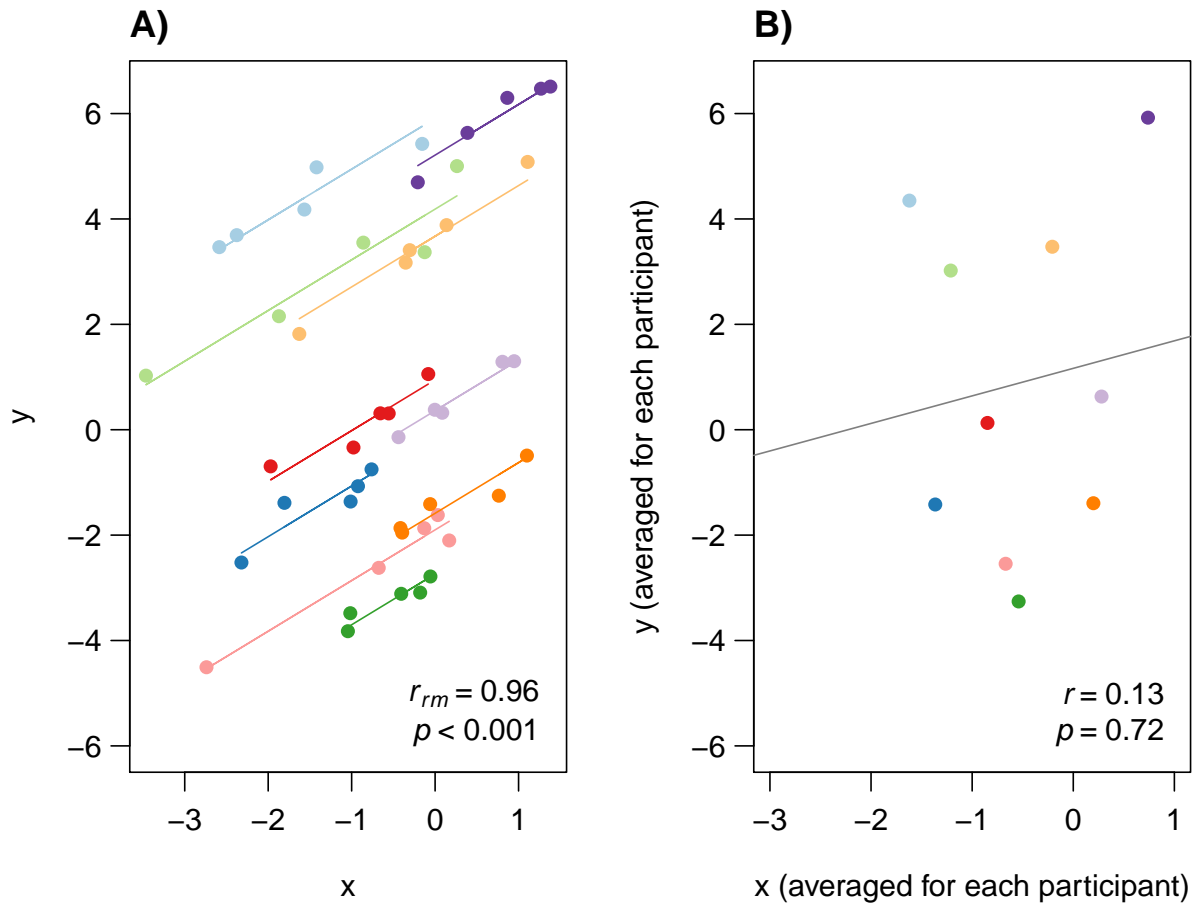 A)
y
6
4
2
0
−2
−4
−6
−3
−2
−1
0
1
x
r_rm = 0.96
p < 0.001
B)
y (averaged for each participant)
6
4
2
0
−2
−4
−6
−3
−2
−1
0
1
x (averaged for each participant)
r = 0.13
p = 0.72